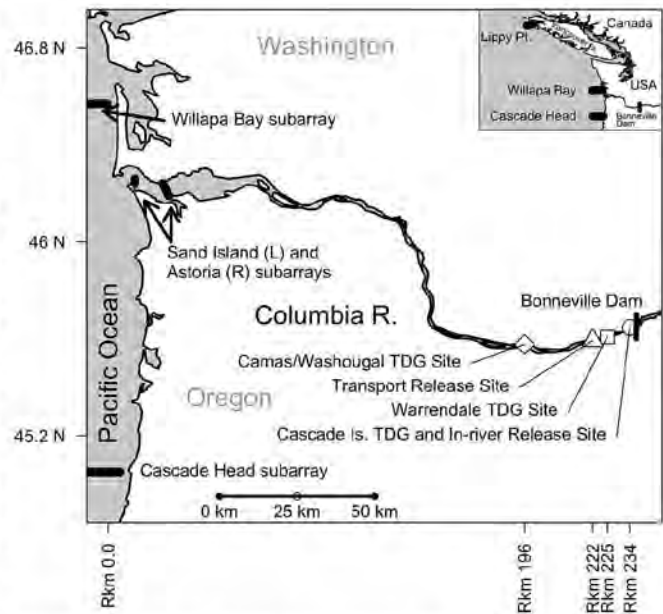 46.8
46 N
45.2
Washington
Willapa Bay subarray
Sand Island (L) and
Astoria (R) subarrays
Pacific Ocean
Columbia R.
Oregon
Bonneville Dam
Camas/Washougal TDG Site
Transport Release Site
Warrendale TDG Site
Cascade Is. TDG and In-river Release Site
Cascade Head subarray
0 km
25 km
50 km
Rkm 0.0
Rkm 196
Rkm 222
Rkm 225
Rkm 234
Lippy Pt.
Canada
USA
Willapa Bay
Cascade Head
Bonneville
Dam